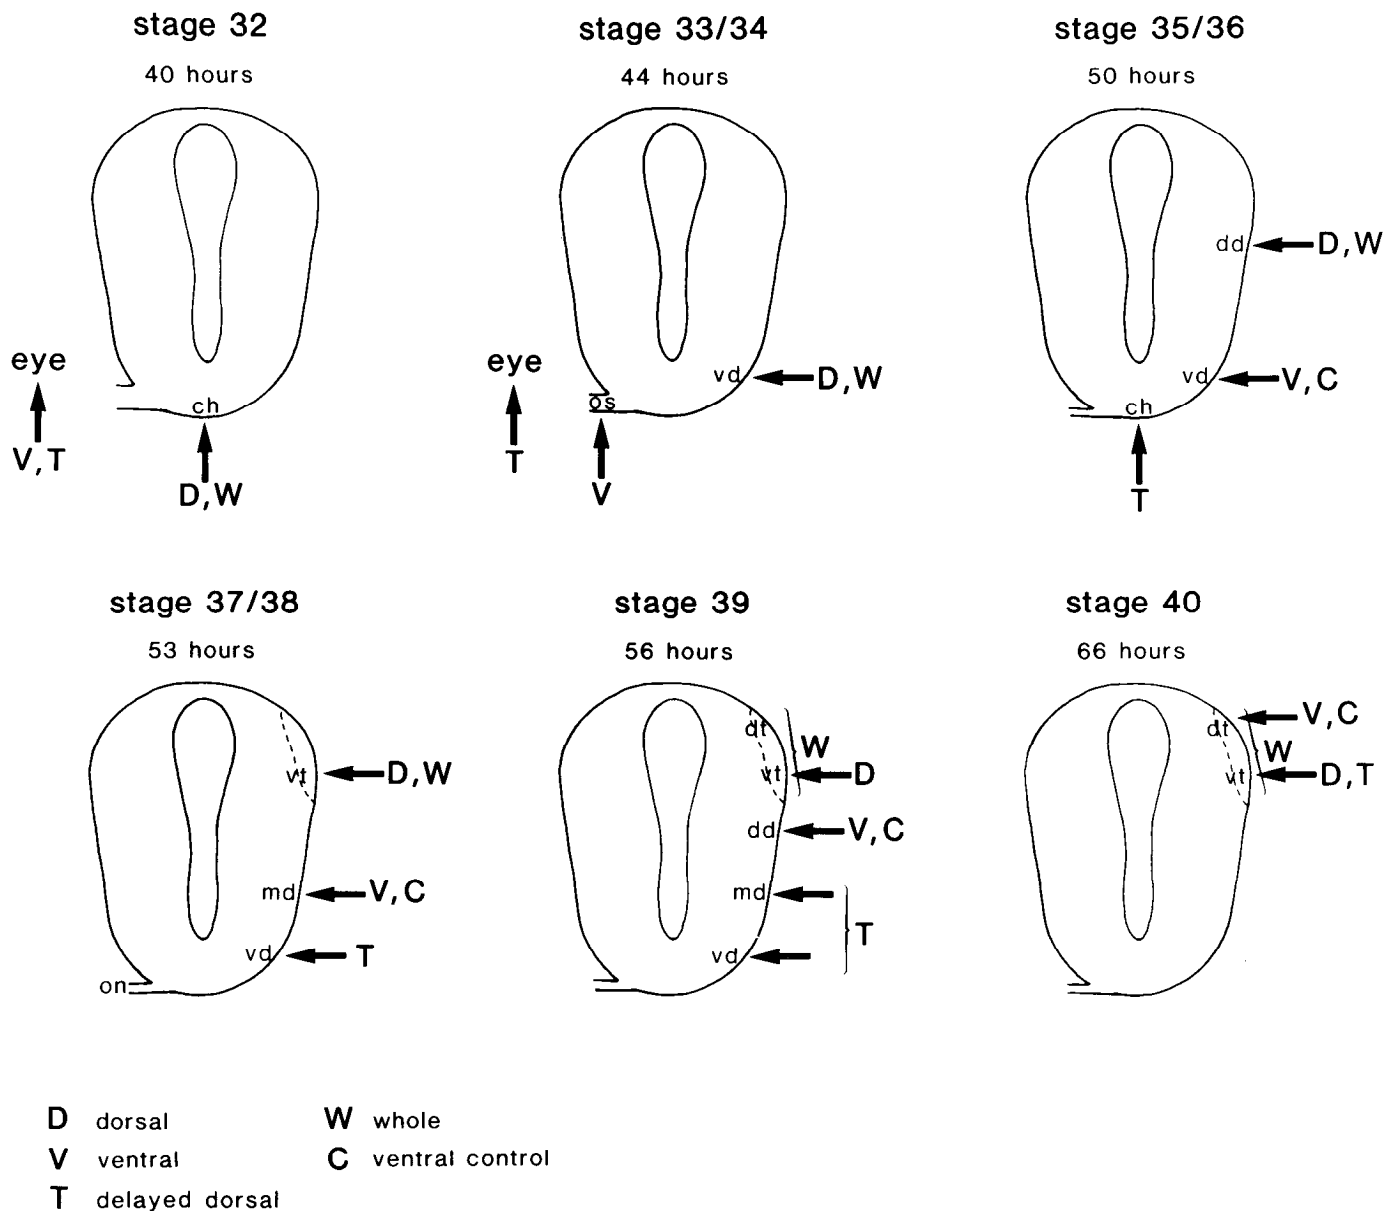 stage 32
40 hours
eye
V,T
ch
D,W
stage 33/34
44 hours
eye
T
os
V
vd
D,W
stage 35/36
50 hours
dd
D,W
vd
V,C
ch
T
stage 37/38
53 hours
vt
D,W
md
V,C
vd
T
on
stage 39
56 hours
dt
W
vt
D
dd
V,C
md
T
vd
stage 40
66 hours
dt
V,C
W
vt
D,T
D dorsal
W whole
V ventral
C ventral control
T delayed dorsal